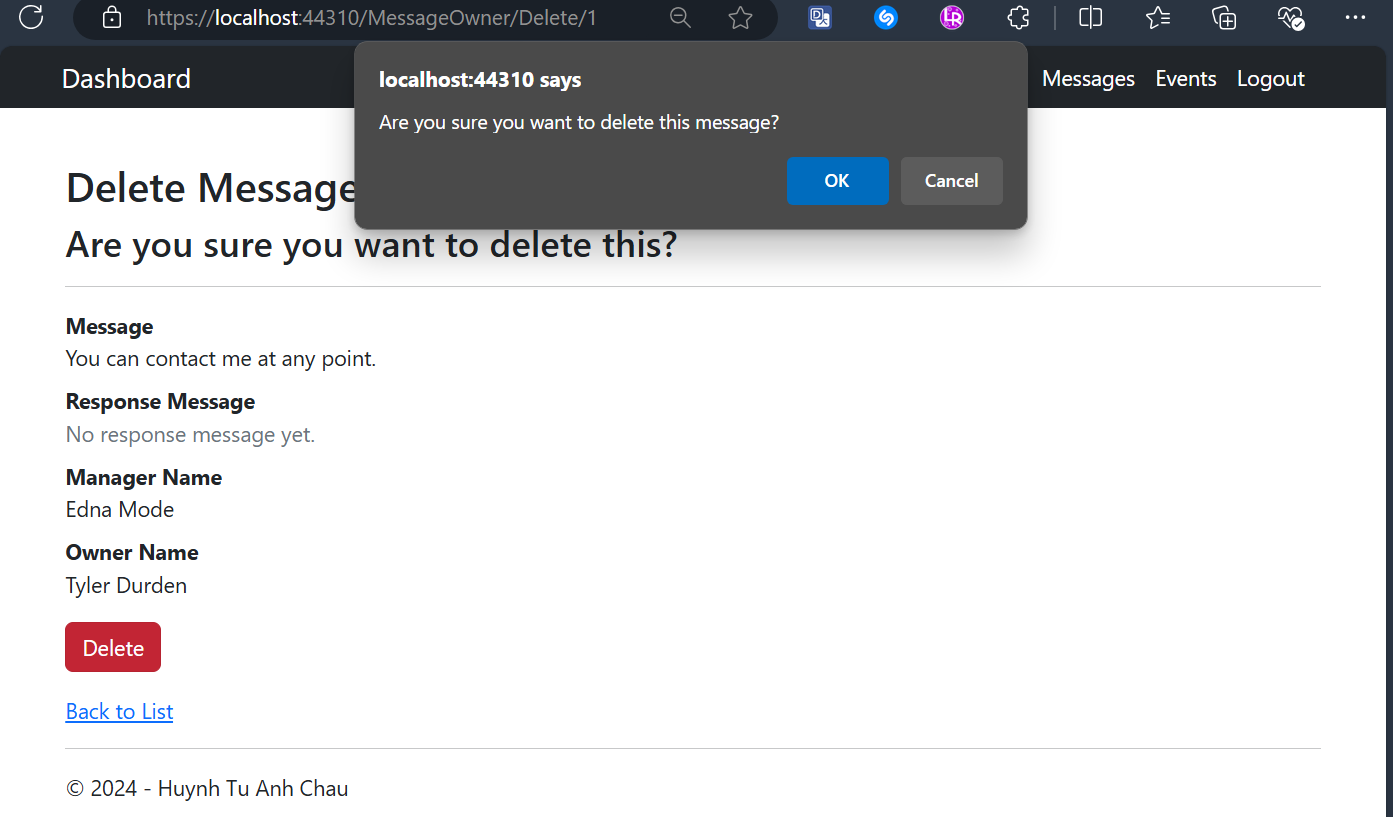 https://localhost:44310/MessageOwner/Delete/1
localhost:44310 says
Are you sure you want to delete this message?
OK Cancel
Dashboard Messages Events Logout
Delete Message
Are you sure you want to delete this?
Message
You can contact me at any point.
Response Message
No response message yet.
Manager Name
Edna Mode
Owner Name
Tyler Durden
Delete
Back to List
© 2024 - Huynh Tu Anh Chau